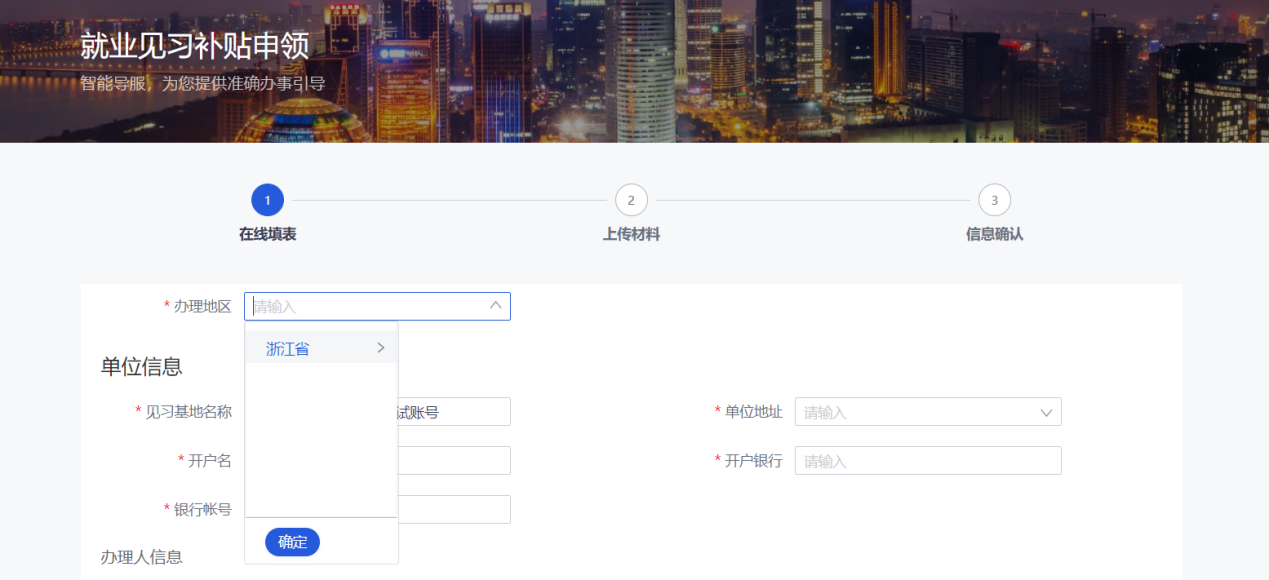 就业见习补贴申领
智能导服，为您提供准确办事引导
1
2
3
在线填表
上传材料
信息确认
* 办理地区 请输入
浙江省
单位信息
* 见习基地名称 试账号
* 单位地址 请输入
* 开户名
* 开户银行 请输入
* 银行帐号
确定
办理人信息